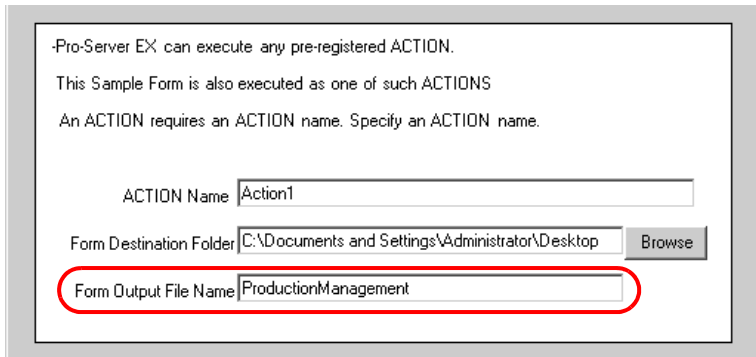 -Pro-Server EX can execute any pre-registered ACTION.
This Sample Form is also executed as one of such ACTIONS
An ACTION requires an ACTION name. Specify an ACTION name.
ACTION Name Action1
Form Destination Folder C:\Documents and Settings\Administrator\Desktop Browse
Form Output File Name ProductionManagement